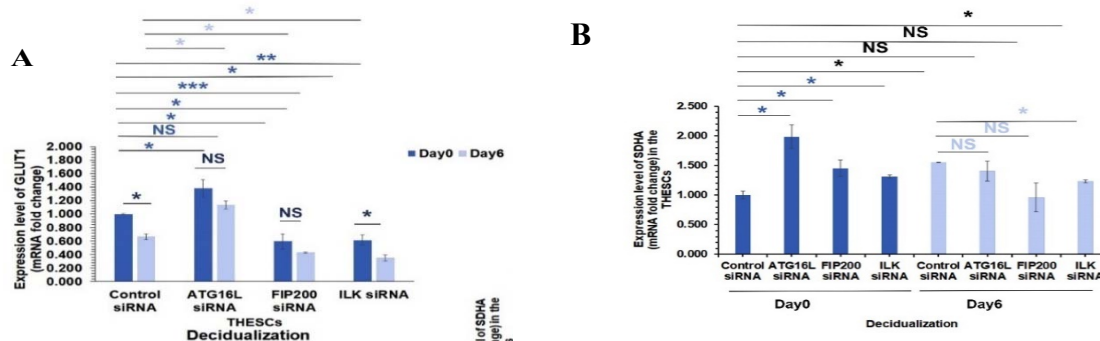 A
*
*
*
**
*
***
*
*
NS
*
NS
*
NS
*
Day0 Day6
Expression level of GLUT1
(mRNA fold change)
2.000
1.800
1.600
1.400
1.200
1.000
0.800
0.600
0.400
0.200
0.000
Control siRNA
ATG16L siRNA
FIP200 siRNA
ILK siRNA
THESCs
Decidualization
B
*
NS
NS
*
*
*
*
*
NS
NS
Expression level of SDHA
(mRNA fold change) in the
THESCs
2.500
2.000
1.500
1.000
0.500
0.000
Control siRNA
ATG16L siRNA
FIP200 siRNA
ILK siRNA
Control siRNA
ATG16L siRNA
FIP200 siRNA
ILK siRNA
Day0
Day6
Decidualization